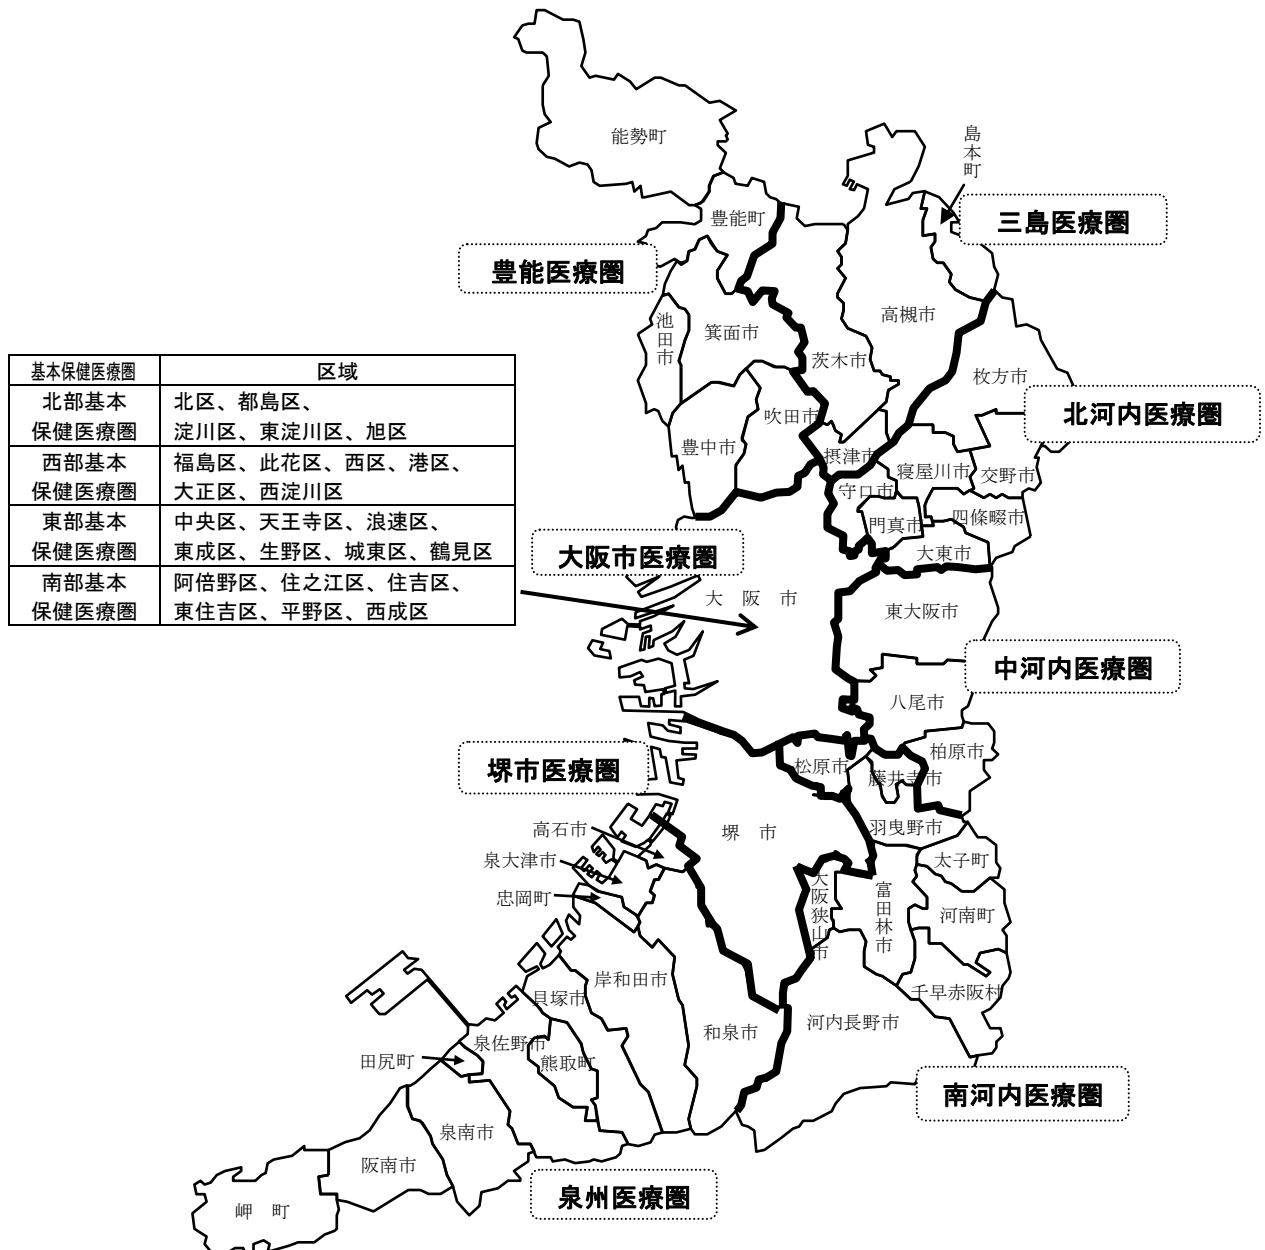 能勢町
島本町
豊能町
三島医療圏
豊能医療圏
高槻市
池田市
箕面市
茨木市
枚方市
北河内医療圏
吹田市
豊中市
摂津市
寝屋川市
交野市
守口市
門真市
四條畷市
大東市
基本保健医療圏 区域
北部基本 北区、都島区、
保健医療圏 淀川区、東淀川区、旭区
西部基本 福島区、此花区、西区、港区、
保健医療圏 大正区、西淀川区
東部基本 中央区、天王寺区、浪速区、
保健医療圏 東成区、生野区、城東区、鶴見区
南部基本 阿倍野区、住之江区、住吉区、
保健医療圏 東住吉区、平野区、西成区
大阪市医療圏
大 阪 市
東大阪市
中河内医療圏
八尾市
柏原市
堺市医療圏
松原市
藤井寺市
高石市
堺 市
羽曳野市
泉大津市
太子町
忠岡町
大阪狭山市
富田林市
河南町
岸和田市
千早赤阪村
貝塚市
河内長野市
和泉市
泉佐野市
熊取町
田尻町
南河内医療圏
泉南市
阪南市
泉州医療圏
岬 町